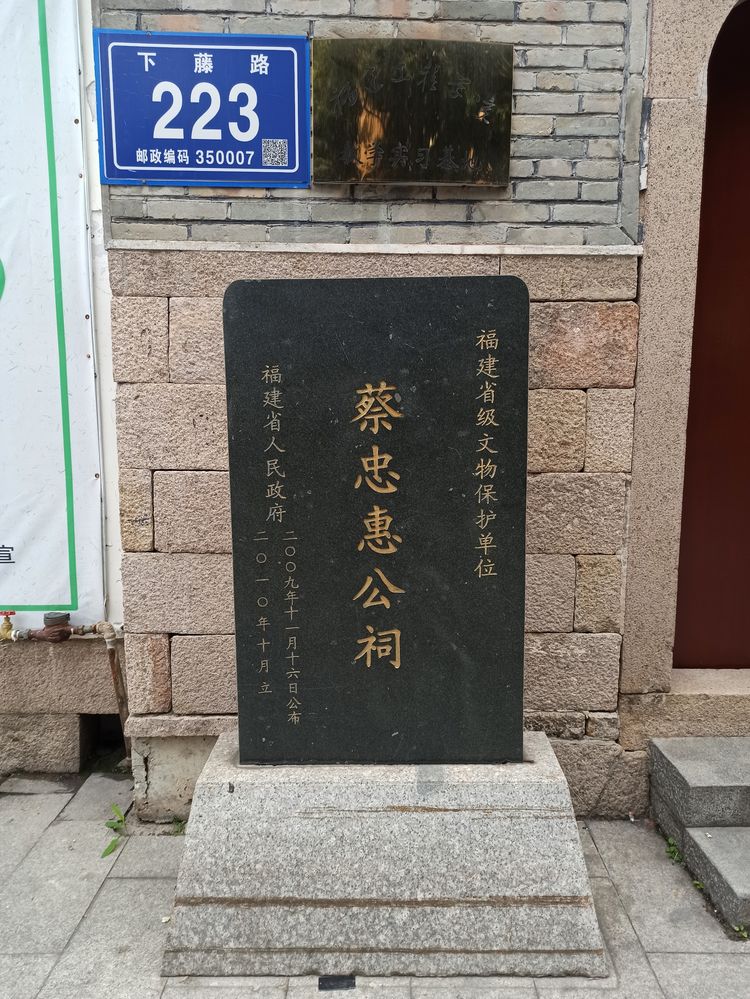 下藤路
223
邮政编码 350007
福建省级文物保护单位
蔡忠惠公祠
福建省人民政府
二〇〇九年十一月十六日公布
二〇一〇年十月立
宣